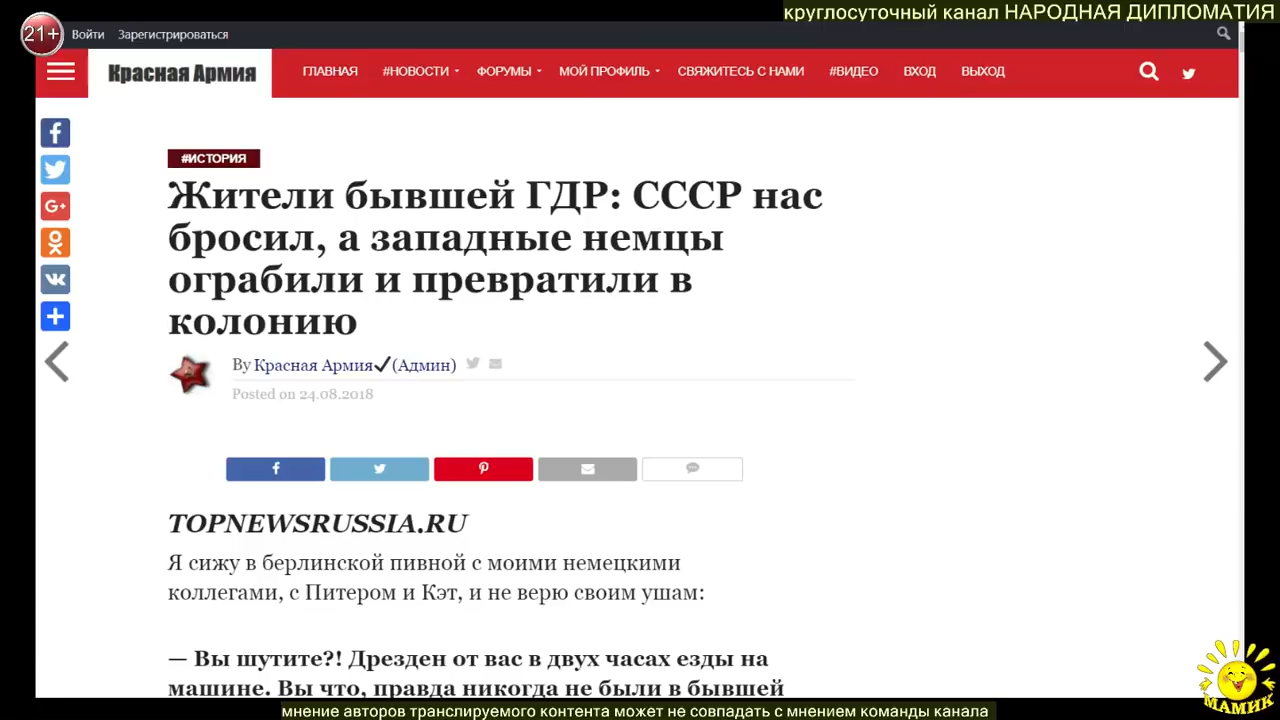 круглосуточный канал НАРОДНАЯ ДИПЛОМАТИЯ
21+
Войти Зарегистрироваться
Красная Армия
ГЛАВНАЯ #НОВОСТИ ФОРУМЫ МОЙ ПРОФИЛЬ СВЯЖИТЕСЬ С НАМИ #ВИДЕО ВХОД ВЫХОД
#ИСТОРИЯ
Жители бывшей ГДР: СССР нас
бросил, а западные немцы
ограбили и превратили в
колонию
By Красная Армия✔(Админ)
Posted on 24.08.2018
TOPNEWSRUSSIA.RU
Я сижу в берлинской пивной с моими немецкими
коллегами, с Питером и Кэт, и не верю своим ушам:
— Вы шутите?! Дрезден от вас в двух часах езды на
машине. Вы что, правда никогда не были в бывшей
МАМИК
мнение авторов транслируемого контента может не совпадать с мнением команды канала